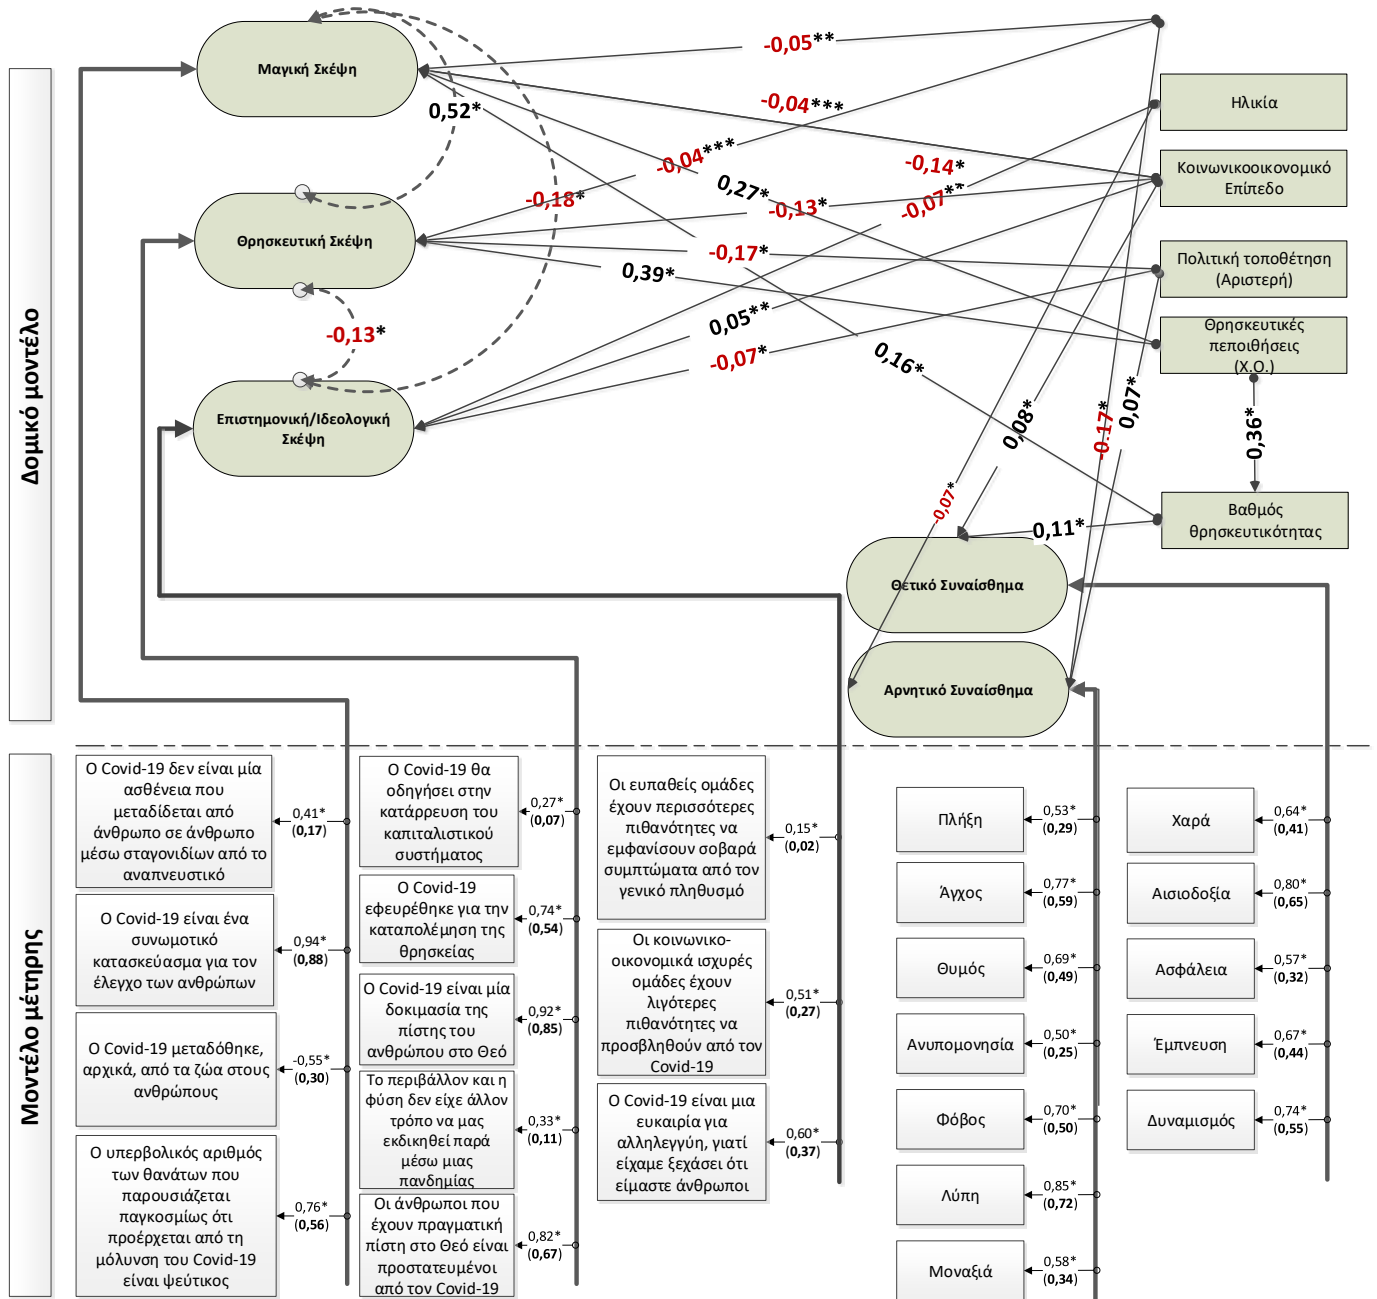 Δομικό μοντέλο
Μαγική Σκέψη
Θρησκευτική Σκέψη
Επιστημονική/Ιδεολογική
Σκέψη
0,52*
-0,13*
-0,05**
-0,04***
-0,04***
-0,14*
-0,18*
0,27*
-0,07**
-0,13*
-0,17*
0,39*
0,05**
-0,07*
0,16*
0,08*
-0.17*
0,07*
-0,07*
0,36*
0,11*
Ηλικία
Κοινωνικοοικονομικό
Επίπεδο
Πολιτική τοποθέτηση
(Αριστερή)
Θρησκευτικές
πεποιθήσεις
(Χ.Ο.)
Βαθμός
θρησκευτικότητας
Θετικό Συναίσθημα
Αρνητικό Συναίσθημα
Μοντέλο μέτρησης
Ο Covid-19 δεν είναι μία
ασθένεια που
μεταδίδεται από
άνθρωπο σε άνθρωπο
μέσω σταγονιδίων από το
αναπνευστικό
0,41*
(0,17)
Ο Covid-19 είναι ένα
συνωμοτικό
κατασκεύασμα για τον
έλεγχο των ανθρώπων
0,94*
(0,88)
Ο Covid-19 μεταδόθηκε,
αρχικά, από τα ζώα στους
ανθρώπους
-0,55*
(0,30)
Ο υπερβολικός αριθμός
των θανάτων που
παρουσιάζεται
παγκοσμίως ότι
προέρχεται από τη
μόλυνση του Covid-19
είναι ψεύτικος
0,76*
(0,56)
Ο Covid-19 θα
οδηγήσει στην
κατάρρευση του
καπιταλιστικού
συστήματος
0,27*
(0,07)
Ο Covid-19
εφευρέθηκε για την
καταπολέμηση της
θρησκείας
0,74*
(0,54)
Ο Covid-19 είναι μία
δοκιμασία της
πίστης του
ανθρώπου στο Θεό
0,92*
(0,85)
Το περιβάλλον και η
φύση δεν είχε άλλον
τρόπο να μας
εκδικηθεί παρά
μέσω μιας
πανδημίας
0,33*
(0,11)
Οι άνθρωποι που
έχουν πραγματική
πίστη στο Θεό είναι
προστατευμένοι
από τον Covid-19
0,82*
(0,67)
Οι ευπαθείς ομάδες
έχουν περισσότερες
πιθανότητες να
εμφανίσουν σοβαρά
συμπτώματα από τον
γενικό πληθυσμό
0,15*
(0,02)
Οι κοινωνικο-
οικονομικά ισχυρές
ομάδες έχουν
λιγότερες
πιθανότητες να
προσβληθούν από τον
Covid-19
0,51*
(0,27)
Ο Covid-19 είναι μια
ευκαιρία για
αλληλεγγύη, γιατί
είχαμε ξεχάσει ότι
είμαστε άνθρωποι
0,60*
(0,37)
Πλήξη
0,53*
(0,29)
Άγχος
0,77*
(0,59)
Θυμός
0,69*
(0,49)
Ανυπομονησία
0,50*
(0,25)
Φόβος
0,70*
(0,50)
Λύπη
0,85*
(0,72)
Μοναξιά
0,58*
(0,34)
Χαρά
0,64*
(0,41)
Αισιοδοξία
0,80*
(0,65)
Ασφάλεια
0,57*
(0,32)
Έμπνευση
0,67*
(0,44)
Δυναμισμός
0,74*
(0,55)